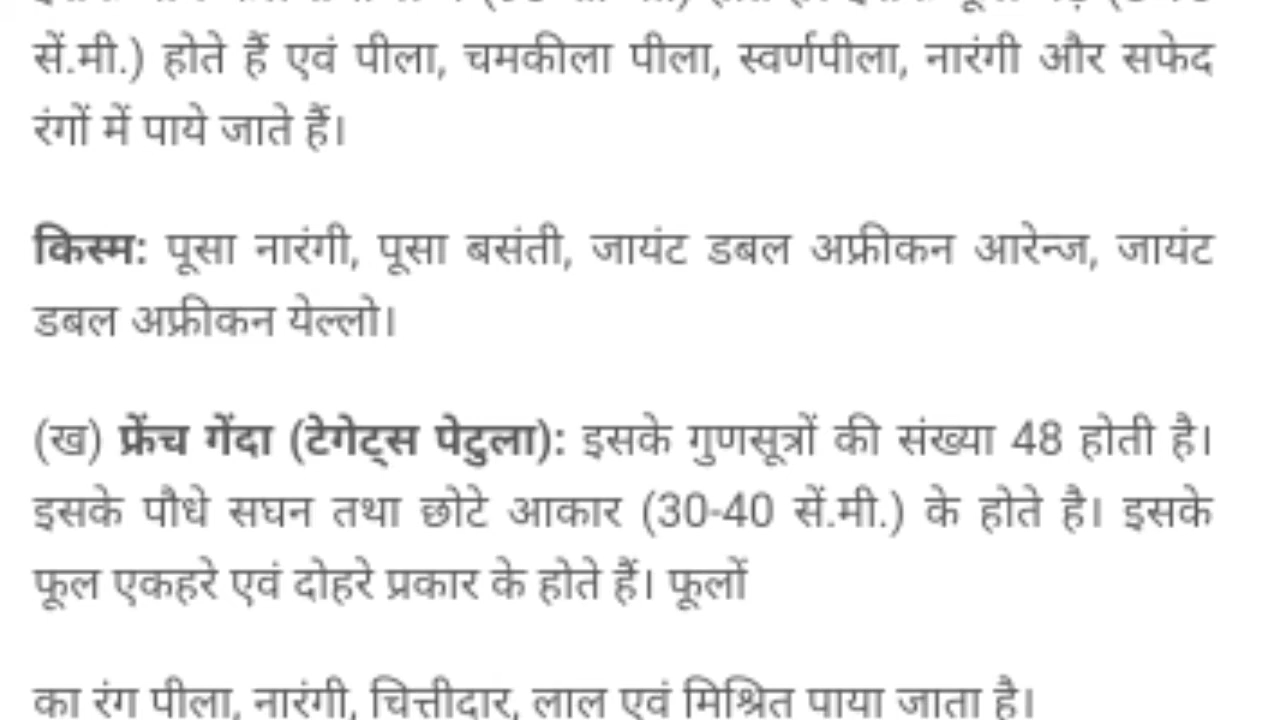 सें.मी.) होते हैं एवं पीला, चमकीला पीला, स्वर्णपीला, नारंगी और सफेद
रंगों में पाये जाते हैं।
किस्म: पूसा नारंगी, पूसा बसंती, जायंट डबल अफ्रीकन आरेन्ज, जायंट
डबल अफ्रीकन येल्लो।
(ख) फ्रेंच गेंदा (टेगेट्स पेटुला): इसके गुणसूत्रों की संख्या 48 होती है।
इसके पौधे सघन तथा छोटे आकार (30-40 सें.मी.) के होते है। इसके
फूल एकहरे एवं दोहरे प्रकार के होते हैं। फूलों
का रंग पीला, नारंगी, चित्तीदार, लाल एवं मिश्रित पाया जाता है।